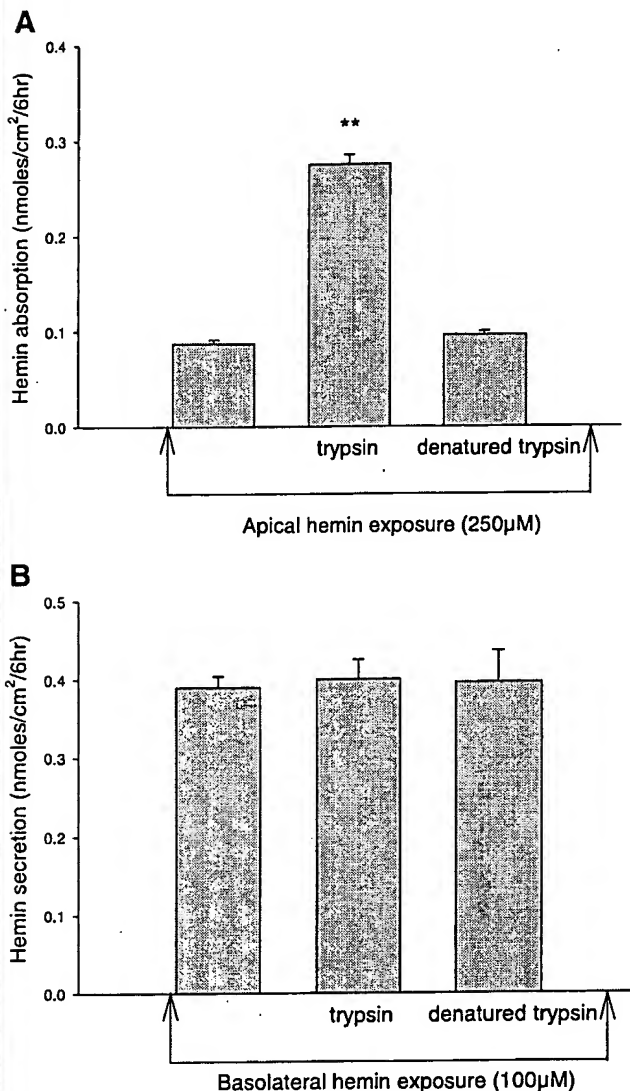 A
Hemin absorption (nmoles/cm²/6hr)
0.4
0.3
0.2
0.1
0.0
**
trypsin
denatured trypsin
Apical hemin exposure (250µM)
B
Hemin secretion (nmoles/cm²/6hr)
0.5
0.4
0.3
0.2
0.1
0.0
trypsin
denatured trypsin
Basolateral hemin exposure (100µM)